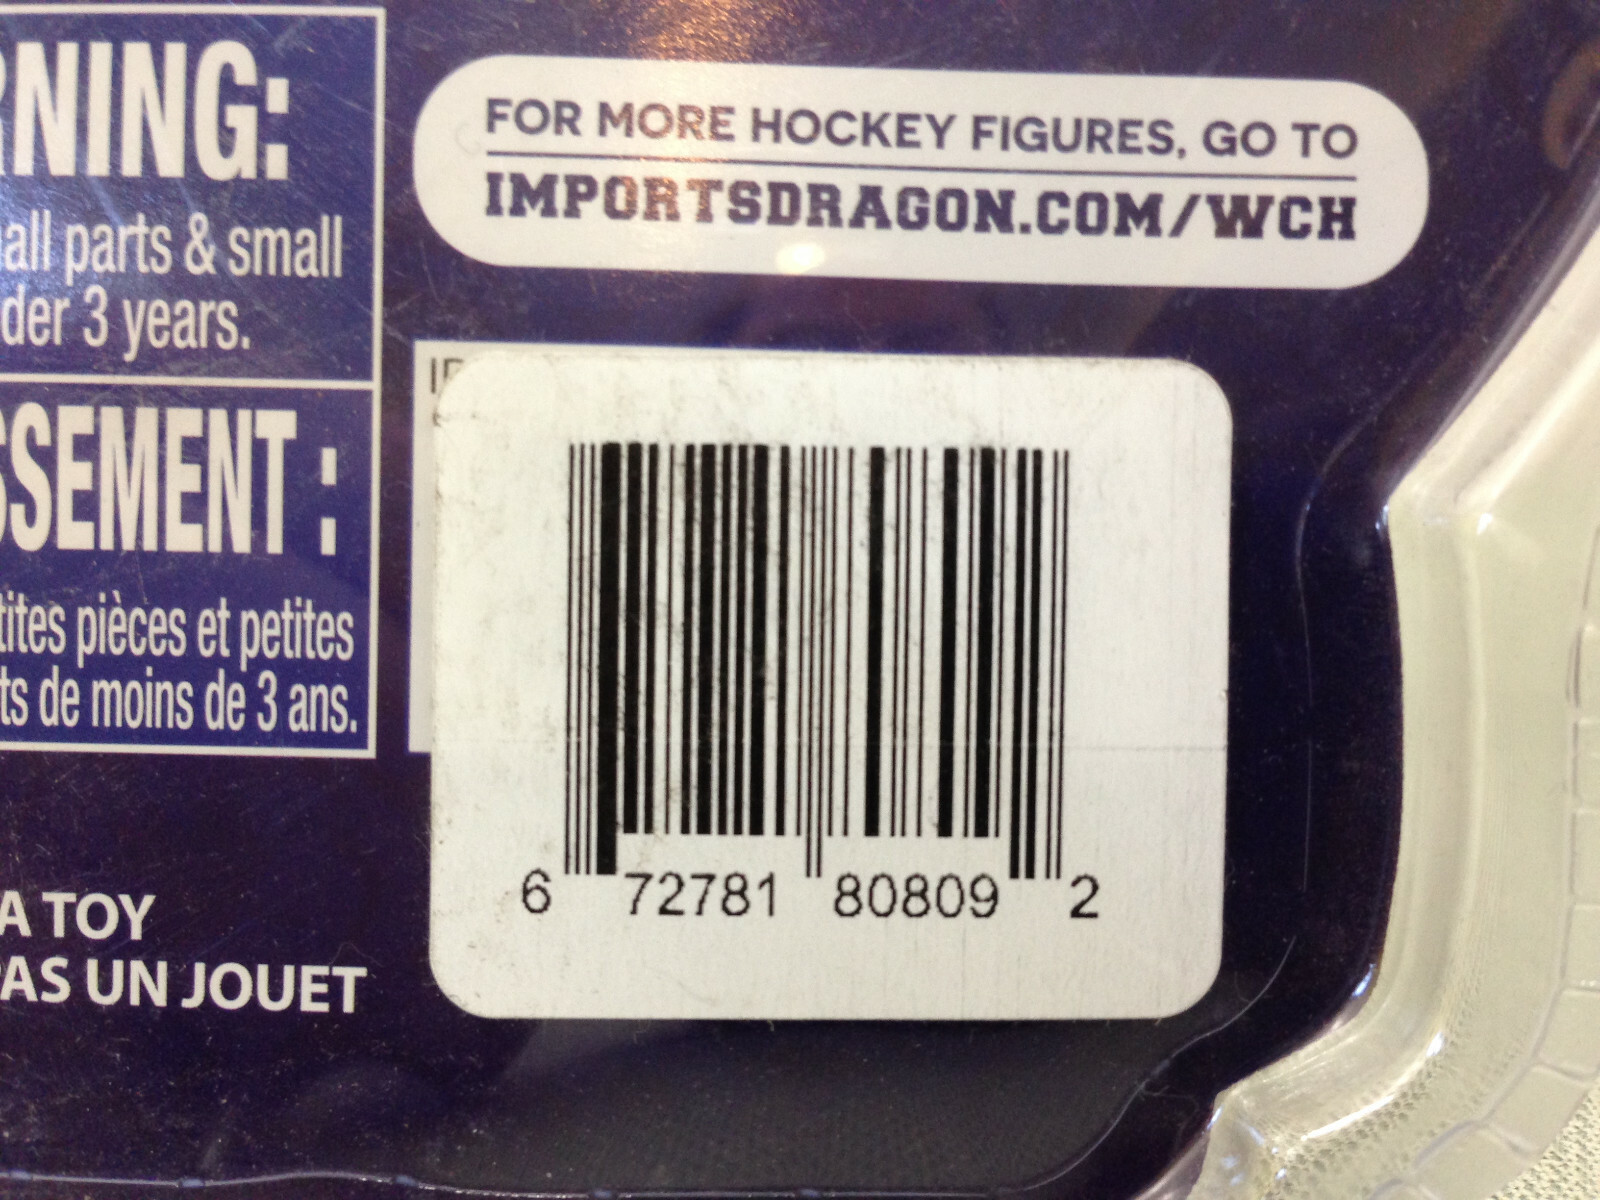 RNING:
all parts & small
der 3 years.
SSEMENT :
tites pièces et petites
ts de moins de 3 ans.
A TOY
PAS UN JOUET
FOR MORE HOCKEY FIGURES, GO TO
IMPORTSDRAGON.COM/WCH
6 72781 80809 2